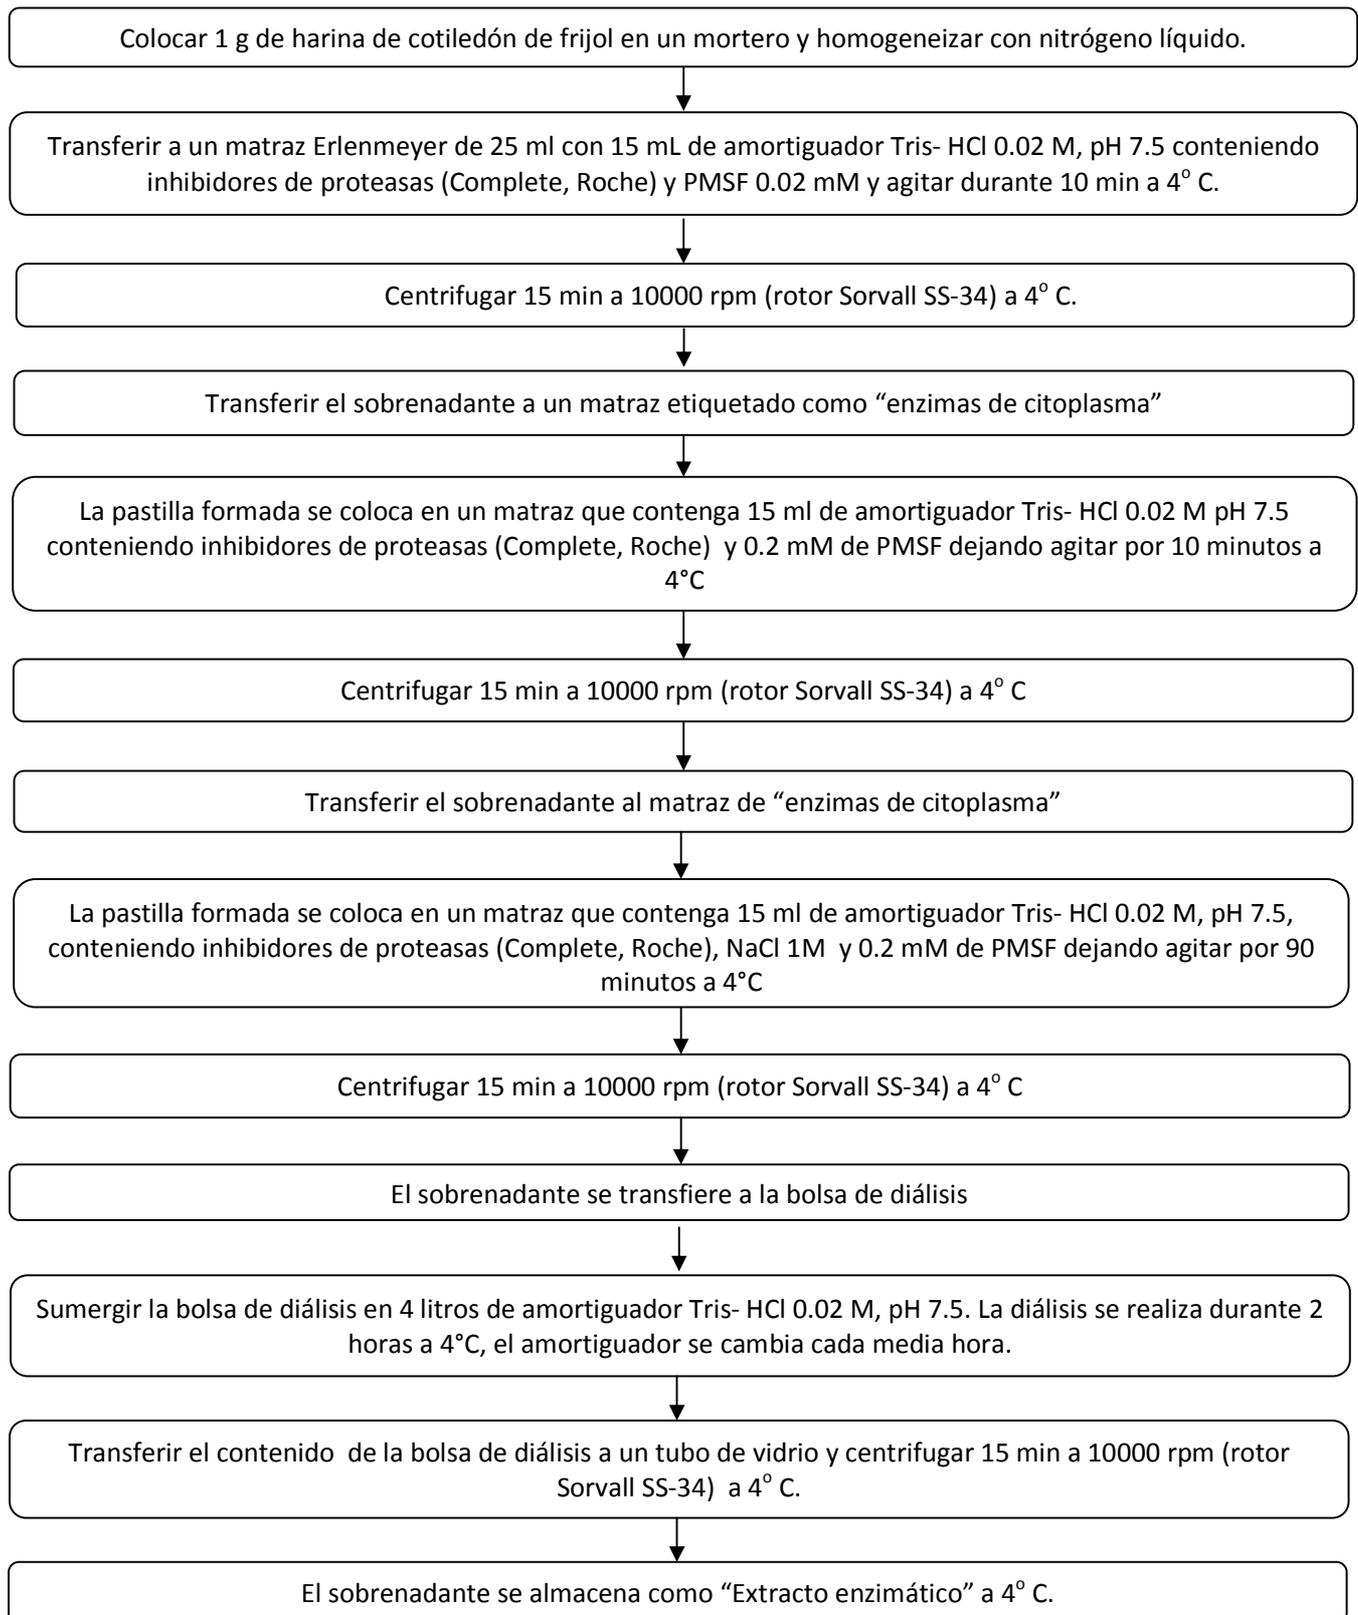 Colocar 1 g de harina de cotiledón de frijol en un mortero y homogeneizar con nitrógeno líquido.
Transferir a un matraz Erlenmeyer de 25 ml con 15 mL de amortiguador Tris- HCl 0.02 M, pH 7.5 conteniendo
inhibidores de proteasas (Complete, Roche) y PMSF 0.02 mM y agitar durante 10 min a 4º C.
Centrifugar 15 min a 10000 rpm (rotor Sorvall SS-34) a 4º C.
Transferir el sobrenadante a un matraz etiquetado como “enzimas de citoplasma”
La pastilla formada se coloca en un matraz que contenga 15 ml de amortiguador Tris- HCl 0.02 M pH 7.5
conteniendo inhibidores de proteasas (Complete, Roche) y 0.2 mM de PMSF dejando agitar por 10 minutos a
4°C
Centrifugar 15 min a 10000 rpm (rotor Sorvall SS-34) a 4º C
Transferir el sobrenadante al matraz de “enzimas de citoplasma”
La pastilla formada se coloca en un matraz que contenga 15 ml de amortiguador Tris- HCl 0.02 M, pH 7.5,
conteniendo inhibidores de proteasas (Complete, Roche), NaCl 1M y 0.2 mM de PMSF dejando agitar por 90
minutos a 4°C
Centrifugar 15 min a 10000 rpm (rotor Sorvall SS-34) a 4º C
El sobrenadante se transfiere a la bolsa de diálisis
Sumergir la bolsa de diálisis en 4 litros de amortiguador Tris- HCl 0.02 M, pH 7.5. La diálisis se realiza durante 2
horas a 4°C, el amortiguador se cambia cada media hora.
Transferir el contenido de la bolsa de diálisis a un tubo de vidrio y centrifugar 15 min a 10000 rpm (rotor
Sorvall SS-34) a 4º C.
El sobrenadante se almacena como “Extracto enzimático” a 4º C.